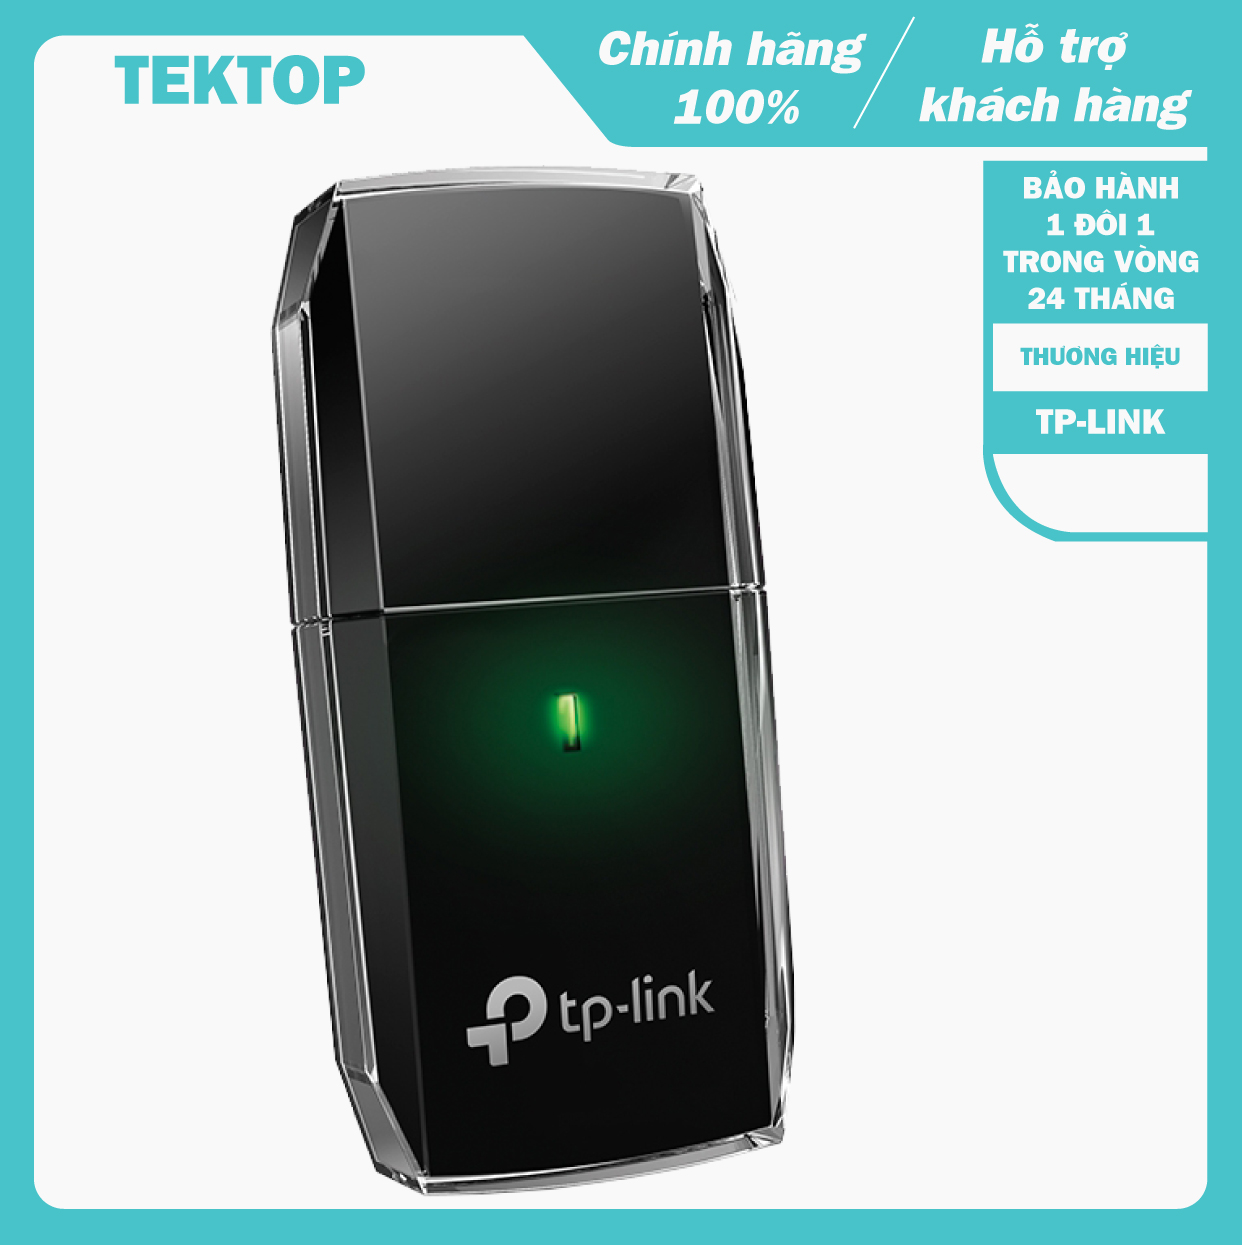 TEKTOP
Chính hãng
100%
Hỗ trợ
khách hàng
BẢO HÀNH
1 ĐÔI 1
TRONG VÒNG
24 THÁNG
THƯƠNG HIỆU
TP-LINK
tp-link